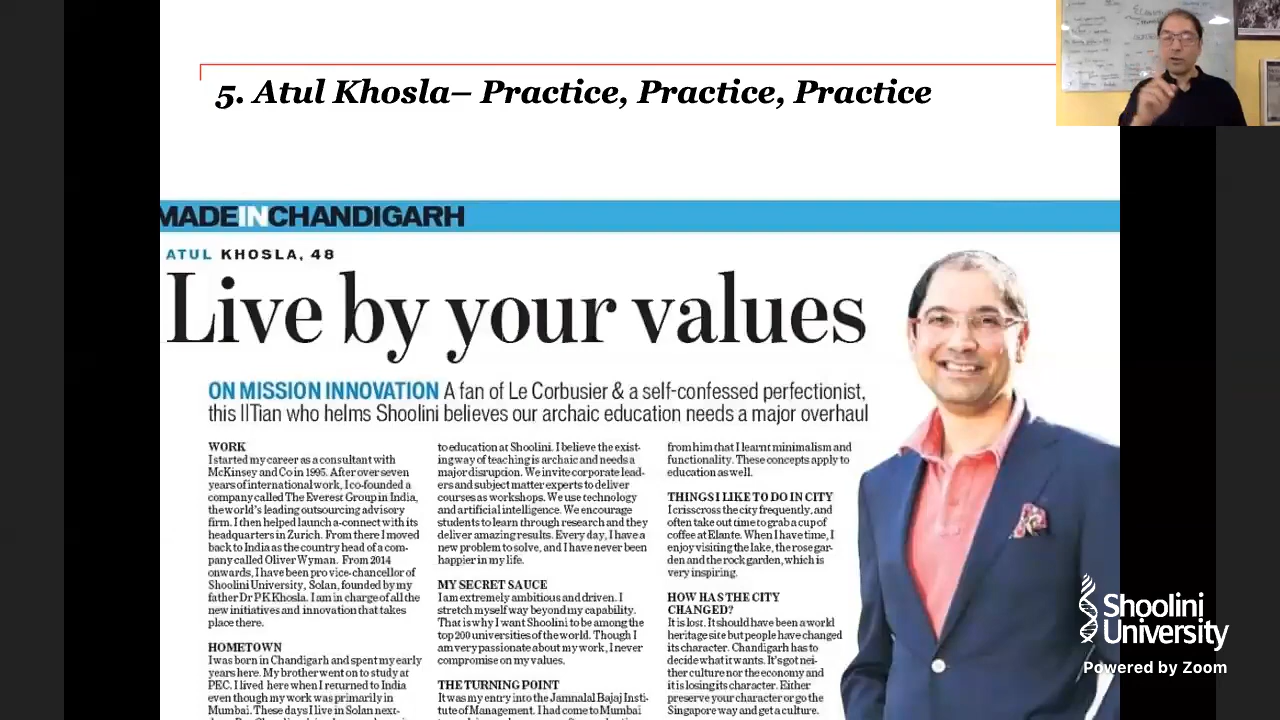 5. Atul Khosla– Practice, Practice, Practice
MADEINCHANDIGARH
ATUL KHOSLA, 48
Live by your values
ON MISSION INNOVATION A fan of Le Corbusier & a self-confessed perfectionist,
this IITian who helms Shoolini believes our archaic education needs a major overhaul
WORK
I started my career as a consultant with
McKinsey and Co in 1995. After over seven
years of international work, I co-founded a
company called The Everest Group in India,
the world's leading outsourcing advisory
firm. I then helped launch a-connect with its
headquarters in Zurich. From there I moved
back to India as the country head of a com-
pany called Oliver Wyman. From 2014
onwards, I have been pro vice-chancellor of
Shoolini University, Solan, founded by my
father Dr PK Khosla. I am in charge of all the
new initiatives and innovation that takes
place there.
HOMETOWN
I was born in Chandigarh and spent my early
years here. My brother went on to study at
PEC. I lived here when I returned to India
even though my work was primarily in
Mumbai. These days I live in Solan next-
to education at Shoolini. I believe the exist-
ing way of teaching is archaic and needs a
major disruption. We invite corporate lead-
ers and subject matter experts to deliver
courses as workshops. We use technology
and artificial intelligence. We encourage
students to learn through research and they
deliver amazing results. Every day, I have a
new problem to solve, and I have never been
happier in my life.
MY SECRET SAUCE
I am extremely ambitious and driven. I
stretch myself way beyond my capability.
That is why I want Shoolini to be among the
top 200 universities of the world. Though I
am very passionate about my work, I never
compromise on my values.
THE TURNING POINT
It was my entry into the Jamnalal Bajaj Insti-
tute of Management. I had come to Mumbai
from him that I learnt minimalism and
functionality. These concepts apply to
education as well.
THINGS I LIKE TO DO IN CITY
I crisscross the city frequently, and
often take out time to grab a cup of
coffee at Elante. When I have time, I
enjoy visiting the lake, the rose gar-
den and the rock garden, which is
very inspiring.
HOW HAS THE CITY
CHANGED?
It is lost. It should have been a world
heritage site but people have changed
its character. Chandigarh has to
decide what it wants. It's got nei-
ther culture nor the economy and
it is losing its character. Either
preserve your character or go the
Singapore way and get a culture.
Shoolini
University
Powered by Zoom